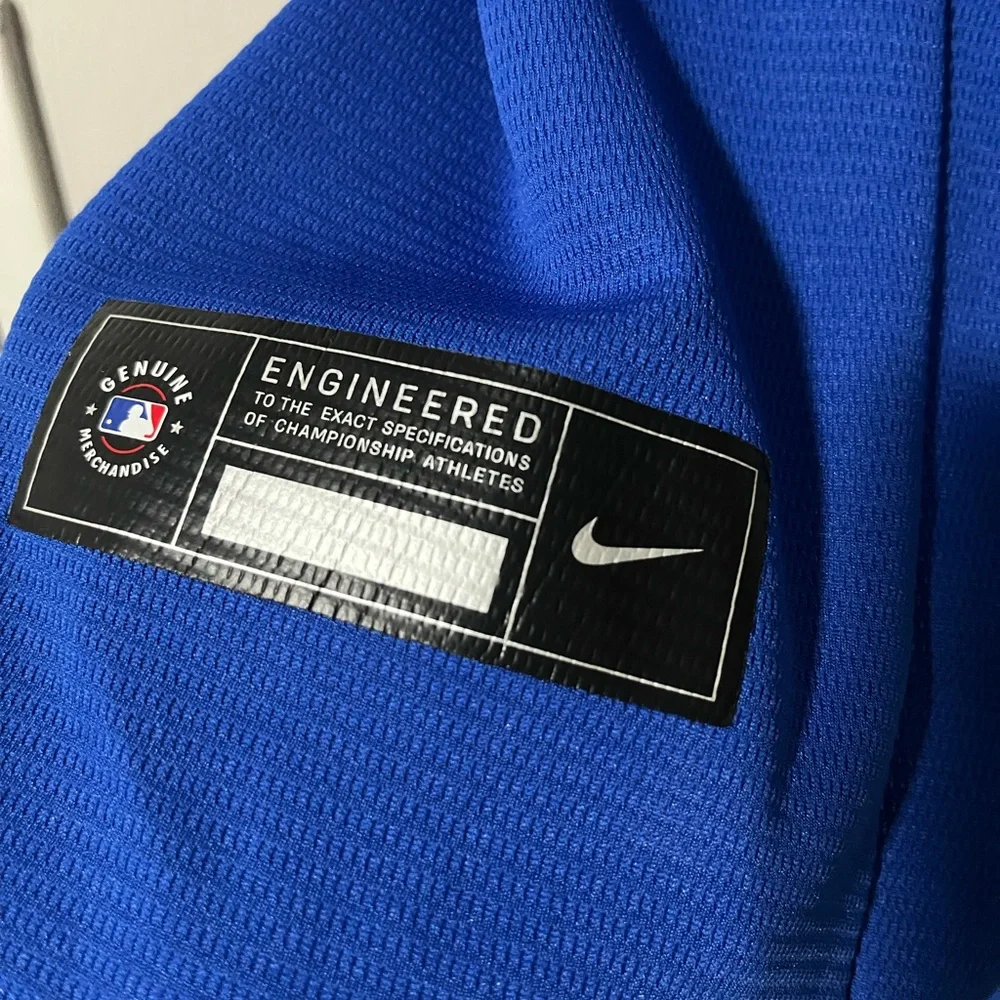 GENUINE
MERCHANDISE
ENGINEERED
TO THE EXACT SPECIFICATIONS
OF CHAMPIONSHIP ATHLETES